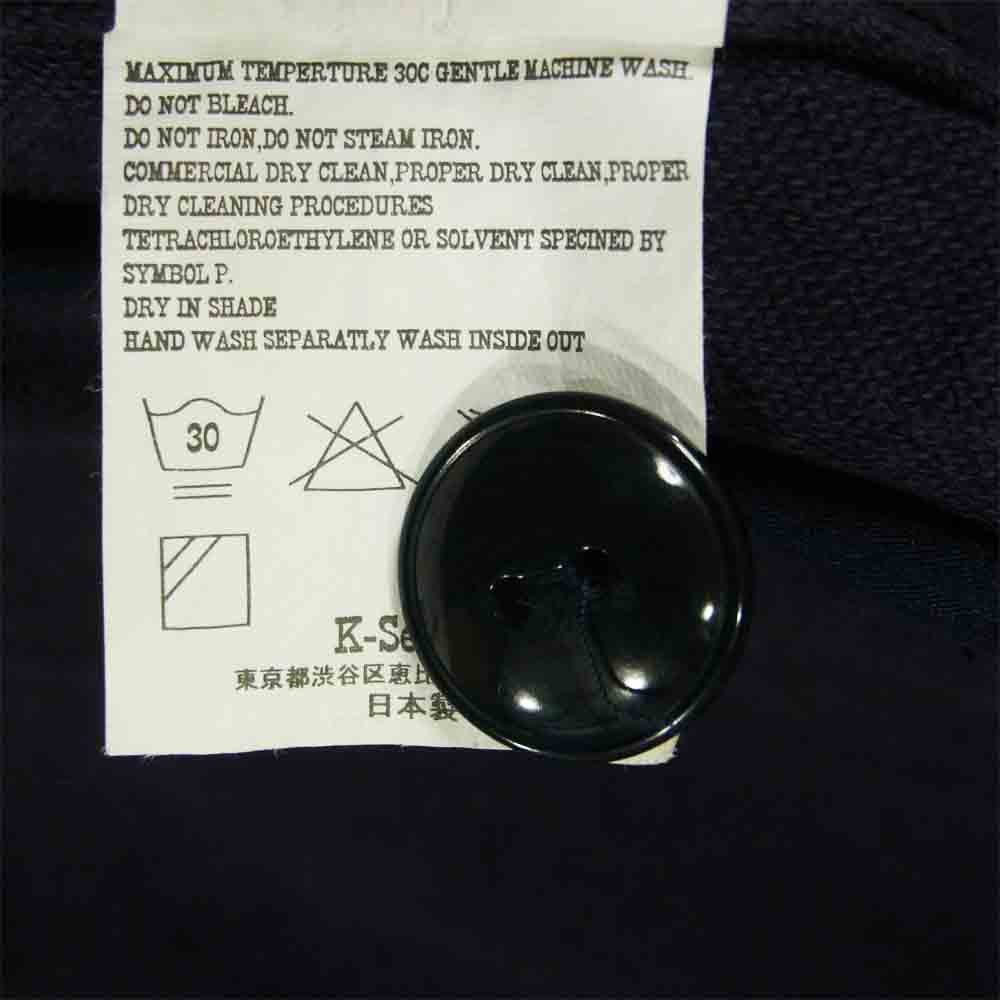 MAXIMUM TEMPERTURE 30C GENTLE MACHINE WASH.
DO NOT BLEACH.
DO NOT IRON,DO NOT STEAM IRON.
COMMERCIAL DRY CLEAN,PROPER DRY CLEAN,PROPER
DRY CLEANING PROCEDURES
TETRACHLOROETHYLENE OR SOLVENT SPECINED BY
SYMBOL P.
DRY IN SHADE
HAND WASH SEPARATLY WASH INSIDE OUT
30
K-Se
東京都渋谷区恵比
日本製